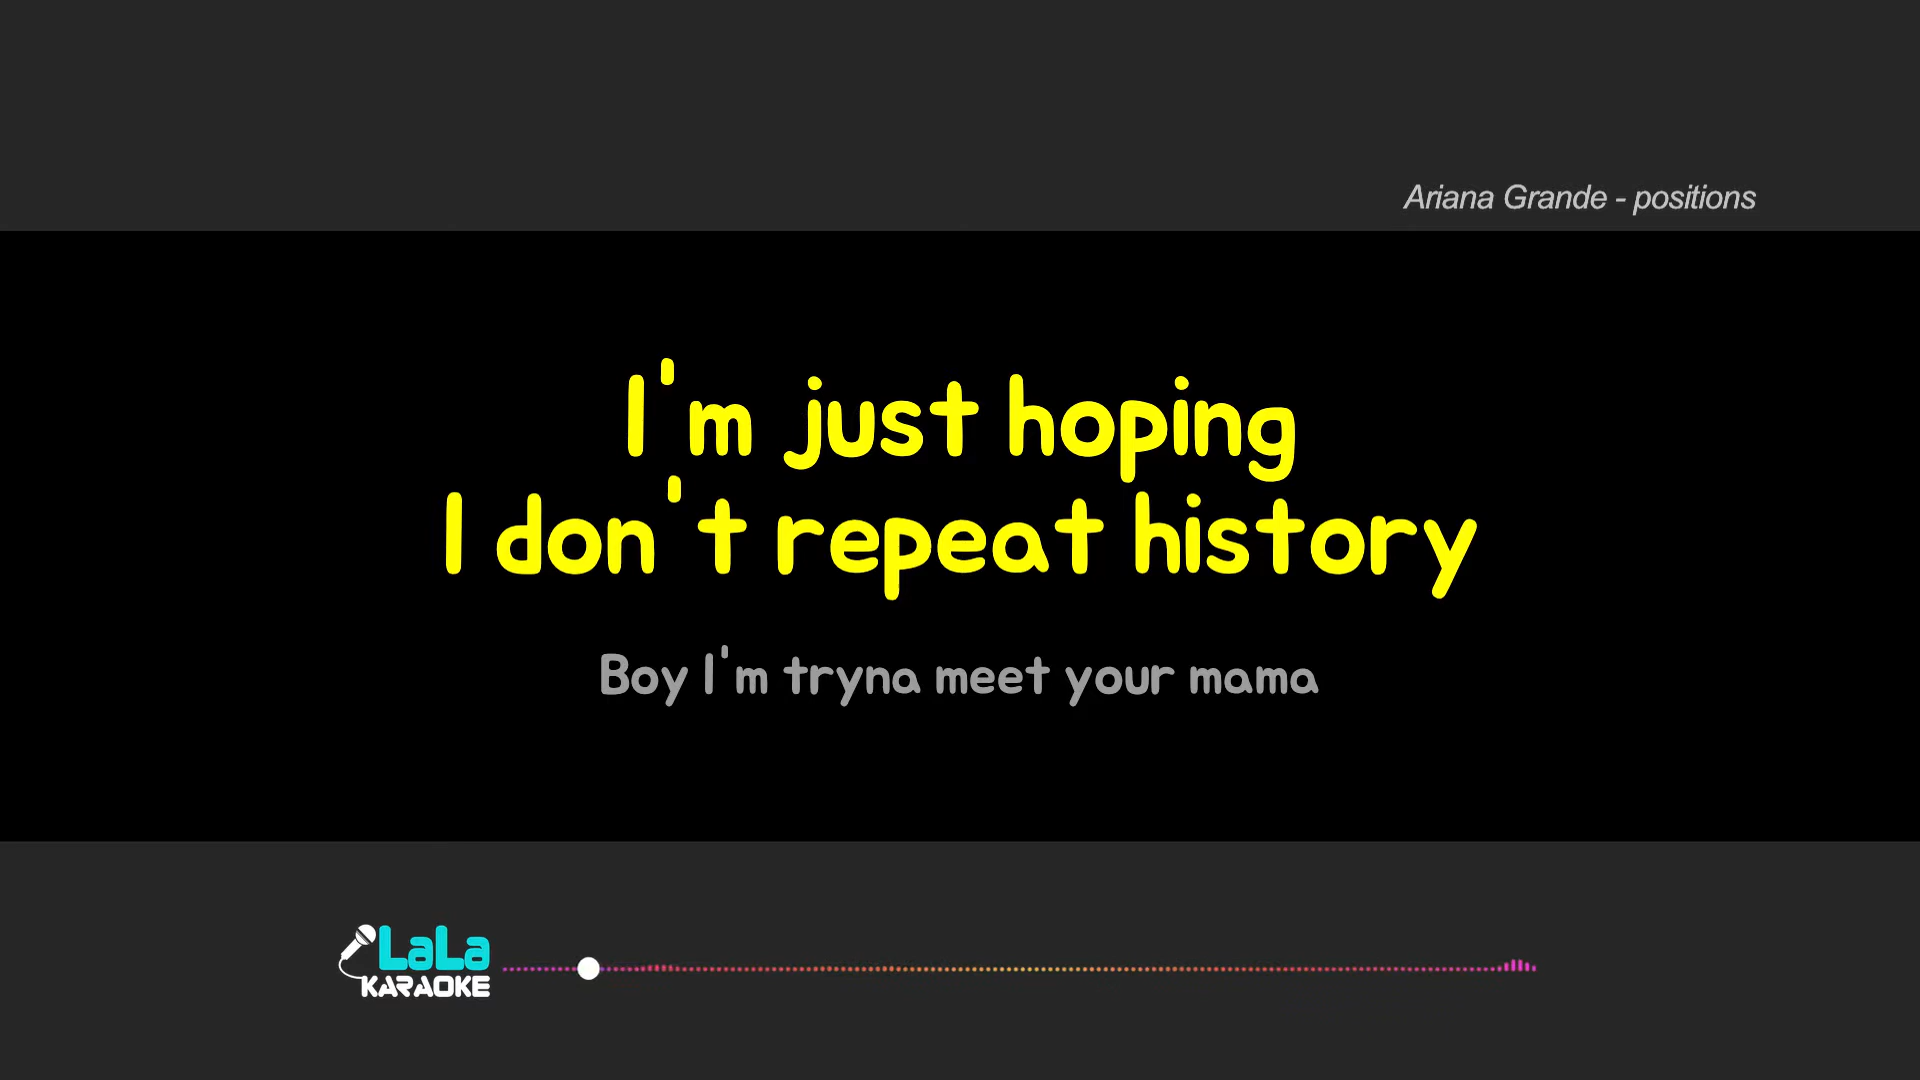 Ariana Grande - positions
I'm just hoping
I don't repeat history
Boy I'm tryna meet your mama
LaLa
KARAOKE